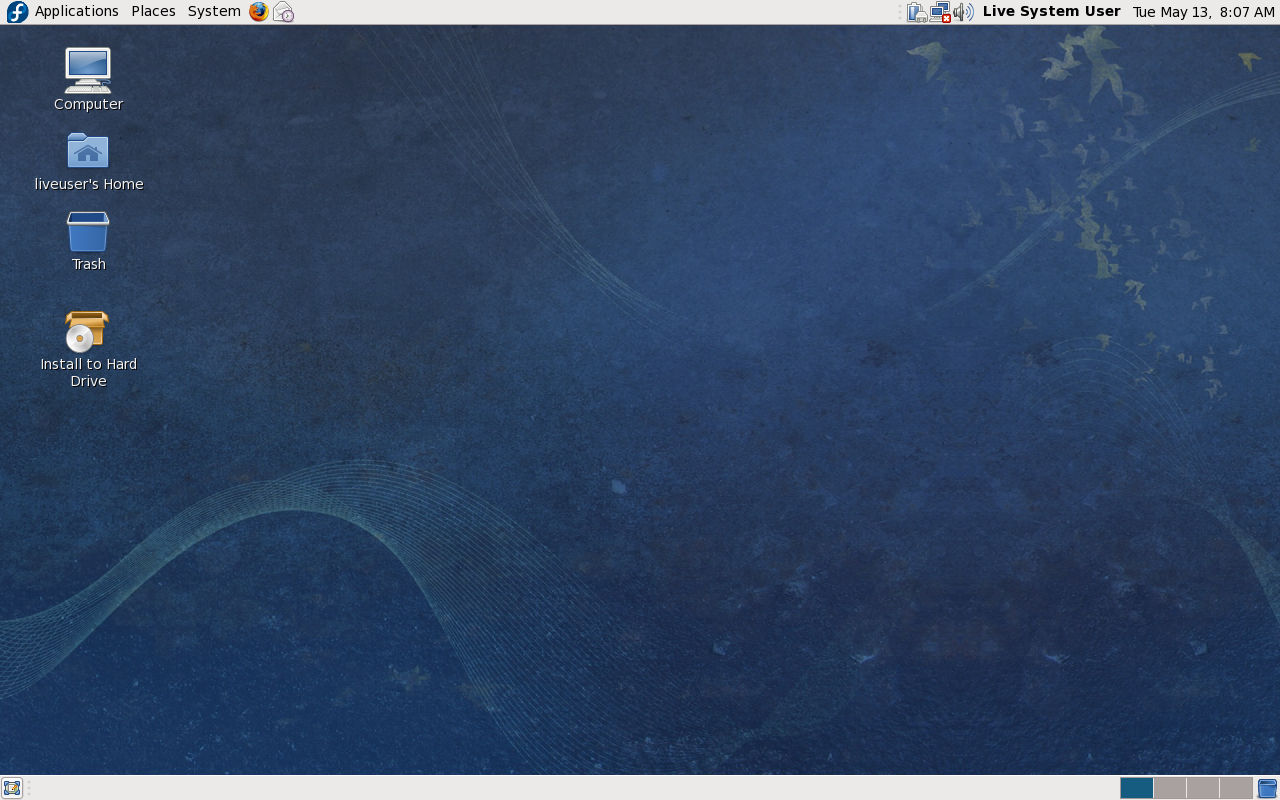 Applications Places System
Live System User Tue May 13, 8:07 AM
Computer
liveuser's Home
Trash
Install to Hard
Drive